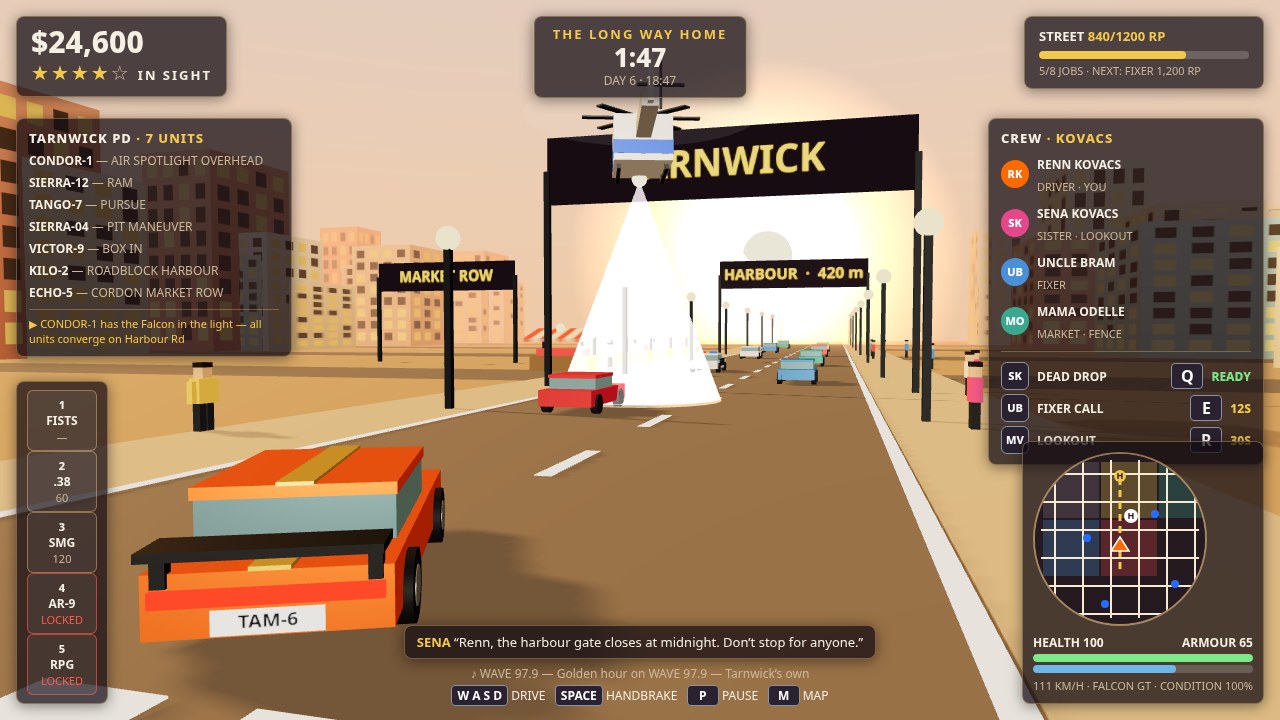 $24,600
★★★★☆ IN SIGHT
THE LONG WAY HOME
1:47
DAY 6 · 18:47
STREET 840/1200 RP
5/8 JOBS · NEXT: FIXER 1,200 RP
TARNWICK PD · 7 UNITS
CONDOR-1 — AIR SPOTLIGHT OVERHEAD
SIERRA-12 — RAM
TANGO-7 — PURSUE
SIERRA-04 — PIT MANEUVER
VICTOR-9 — BOX IN
KILO-2 — ROADBLOCK HARBOUR
ECHO-5 — CORDON MARKET ROW
▶ CONDOR-1 has the Falcon in the light — all
units converge on Harbour Rd
RNWICK
MARKET ROW
HARBOUR · 420 m
CREW · KOVACS
RK RENN KOVACS
DRIVER · YOU
SK SENA KOVACS
SISTER · LOOKOUT
UB UNCLE BRAM
FIXER
MO MAMA ODELLE
MARKET · FENCE
SK DEAD DROP Q READY
UB FIXER CALL E 12S
MV LOOKOUT R 30S
1
FISTS
—
2
.38
60
3
SMG
120
4
AR-9
LOCKED
5
RPG
LOCKED
TAM-6
H
H
HEALTH 100 ARMOUR 65
111 KM/H · FALCON GT · CONDITION 100%
SENA “Renn, the harbour gate closes at midnight. Don’t stop for anyone.”
♪ WAVE 97.9 — Golden hour on WAVE 97.9 — Tarnwick’s own
W A S D DRIVE SPACE HANDBRAKE P PAUSE M MAP